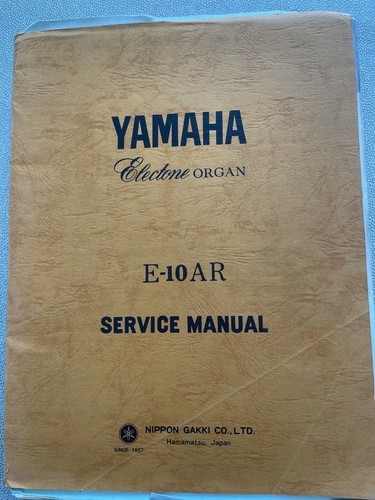 YAMAHA
Electone ORGAN
E-10AR
SERVICE MANUAL
NIPPON GAKKI CO., LTD.
Hamamatsu, Japan
SINCE 1887